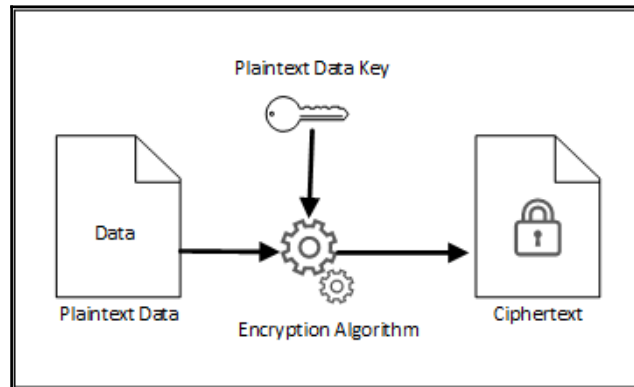 Plaintext Data Key
Data
Plaintext Data
Encryption Algorithm
Ciphertext